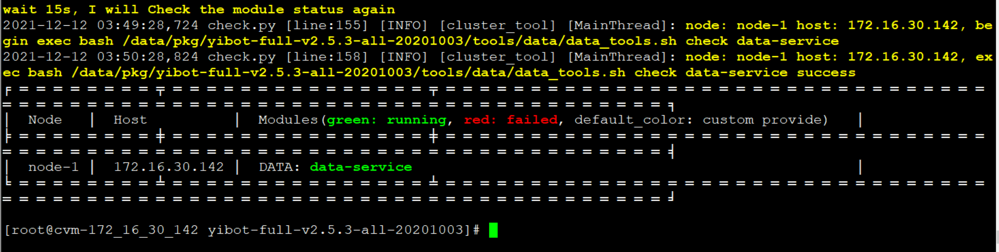 wait 15s, I will Check the module status again
2021-12-12 03:49:28,724 check.py [line:155] [INFO] [cluster_tool] [MainThread]: node: node-1 host: 172.16.30.142, be
gin exec bash /data/pkg/yibot-full-v2.5.3-all-20201003/tools/data/data_tools.sh check data-service
2021-12-12 03:50:28,824 check.py [line:158] [INFO] [cluster_tool] [MainThread]: node: node-1 host: 172.16.30.142, ex
ec bash /data/pkg/yibot-full-v2.5.3-all-20201003/tools/data/data_tools.sh check data-service success
| Node | Host | Modules(green: running, red: failed, default_color: custom provide) |
| node-1 | 172.16.30.142 | DATA: data-service |
[root@cvm-172_16_30_142 yibot-full-v2.5.3-all-20201003]#